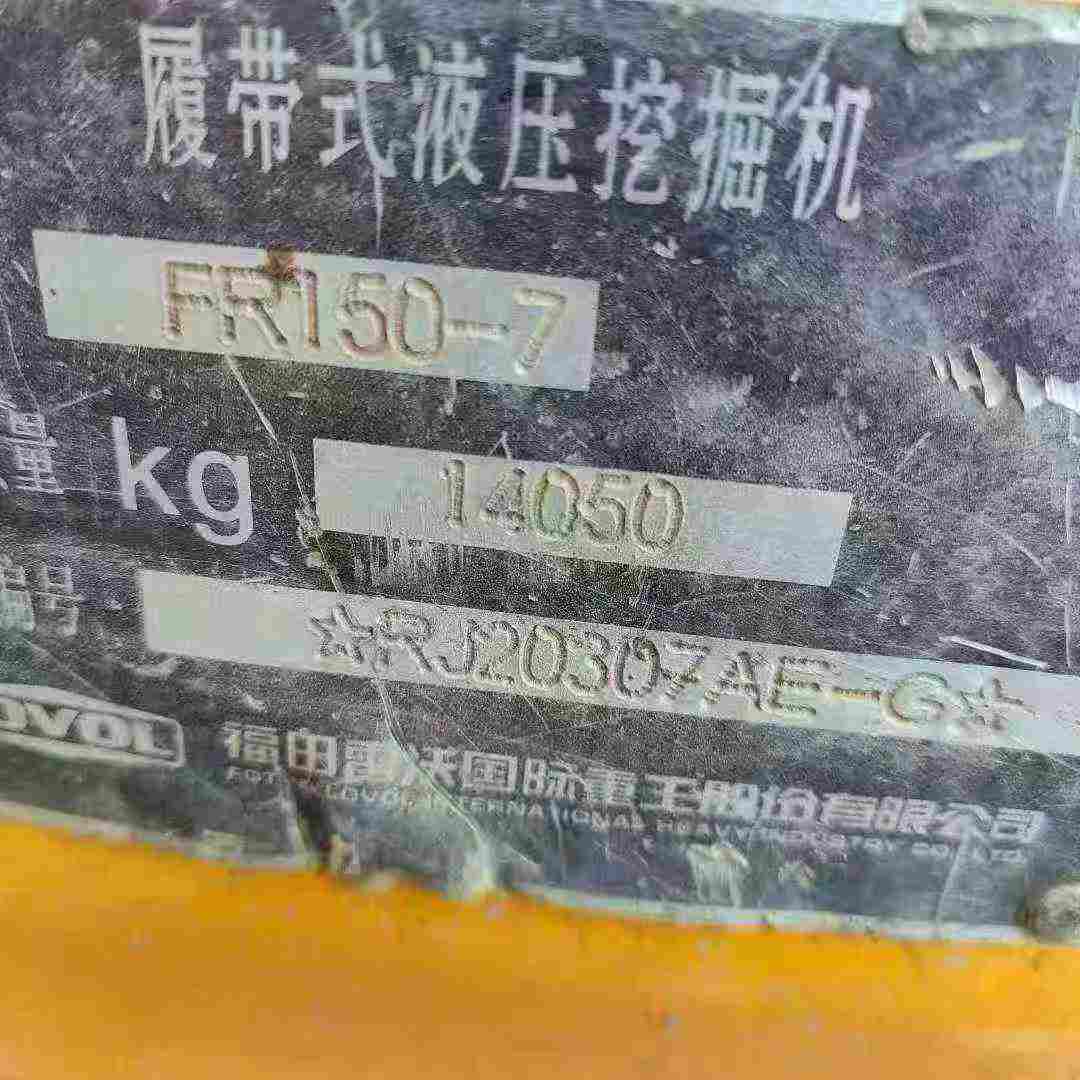 履带式液压挖掘机
FR150-7
量 kg 14050
☆RJ20307AE-G☆
福田雷沃国际重工股份有限公司